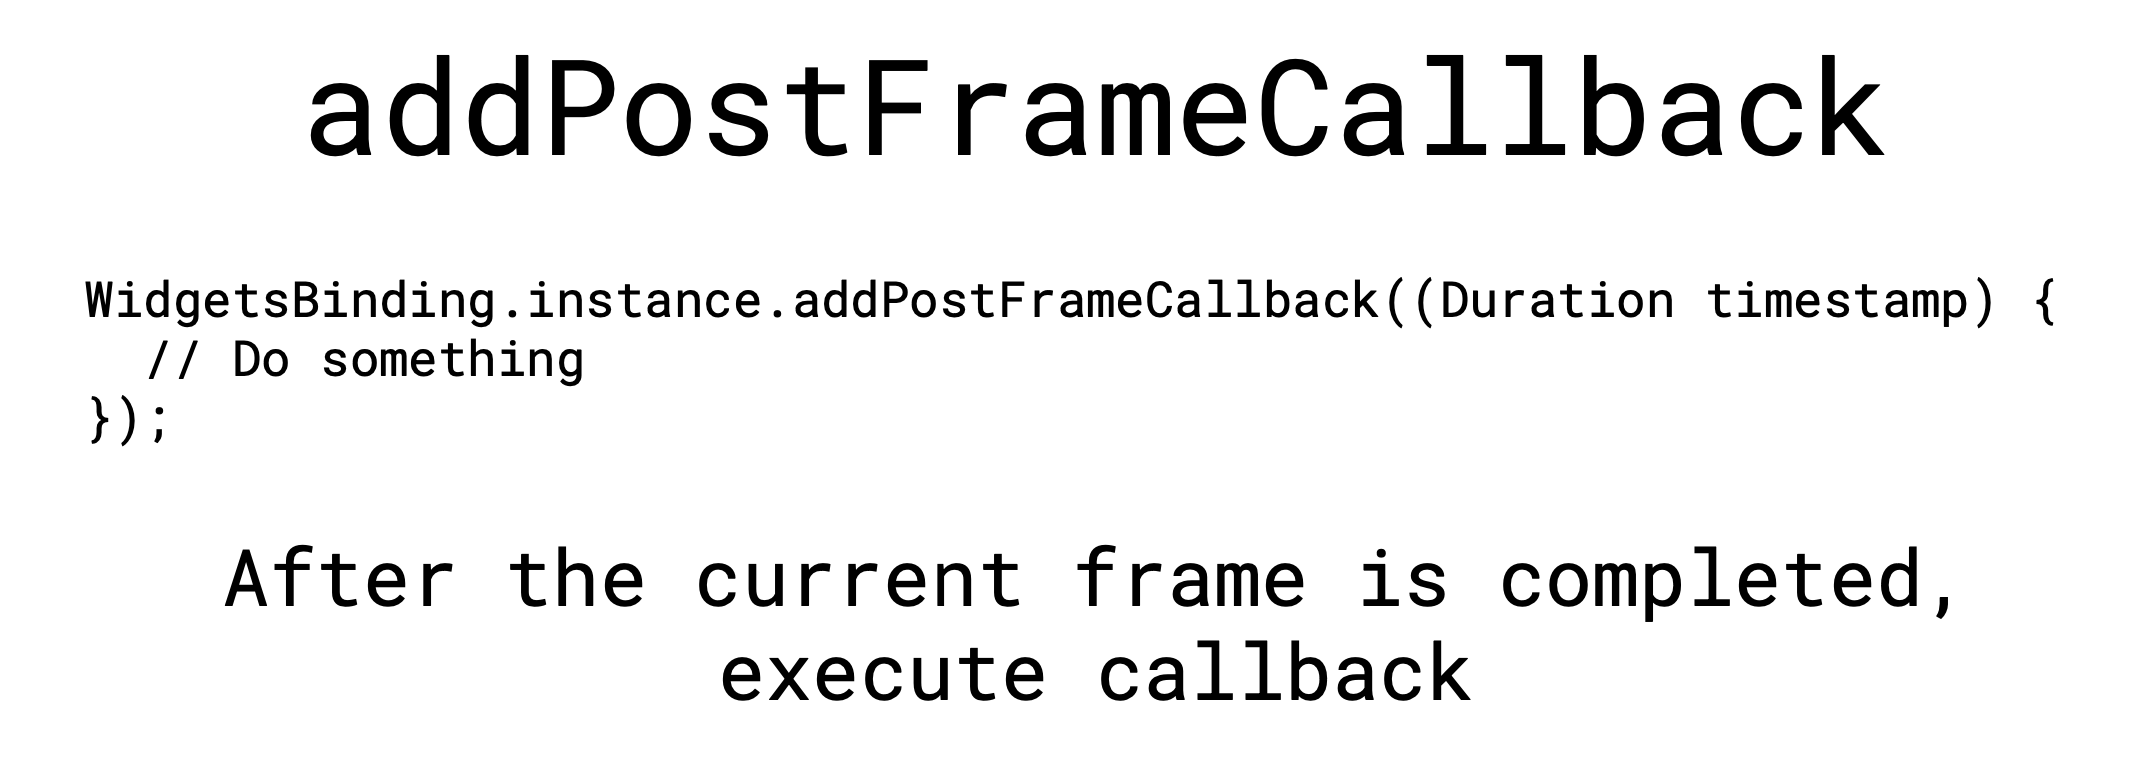 addPostFrameCallback
WidgetsBinding.instance.addPostFrameCallback((Duration timestamp) {
  // Do something
});
After the current frame is completed,
execute callback